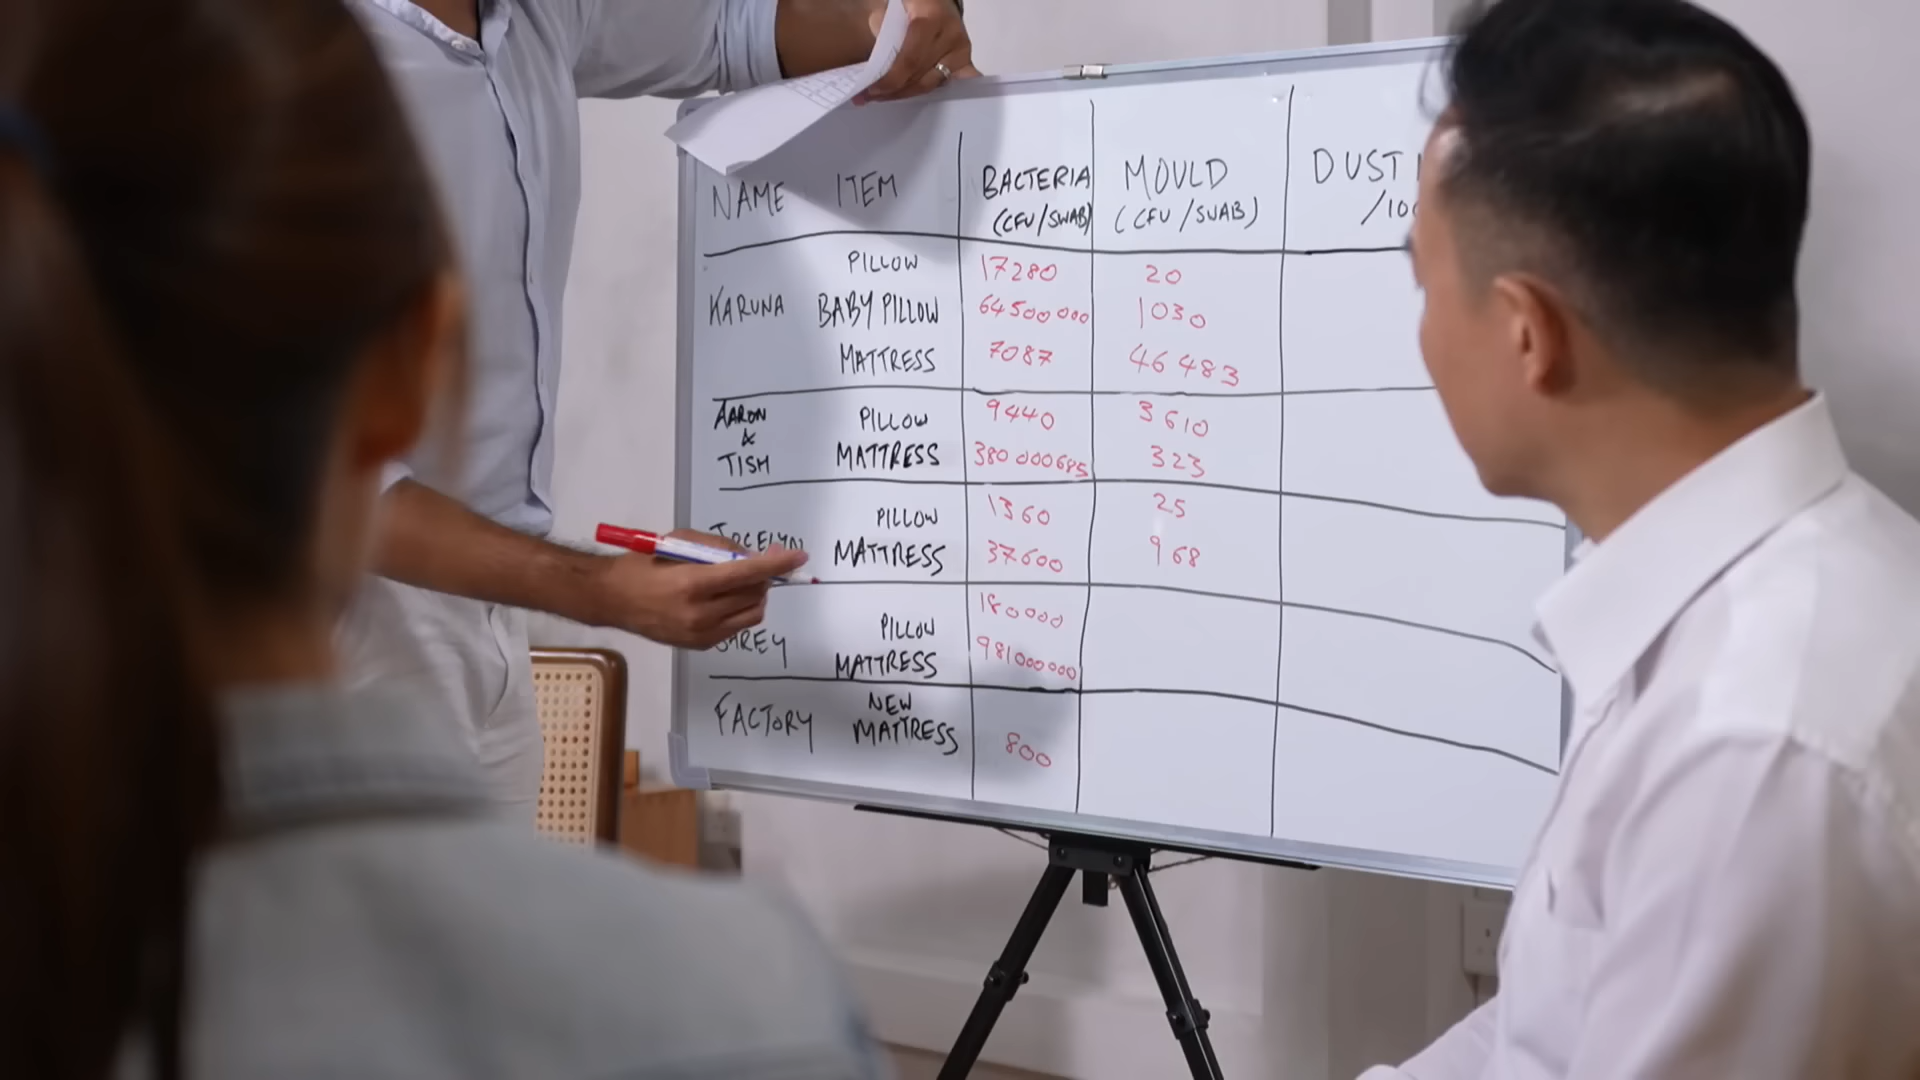 NAME ITEM BACTERIA MOULD DUST
(CFU/SWAB) (CFU/SWAB)
PILLOW 17280 20
KARUNA BABY PILLOW 64500000 1030
MATTRESS 7087 46483
AARON PILLOW 9440 3610
&
TISH MATTRESS 380000685 323
PILLOW 1360 25
JOCELYN MATTRESS 37600 968
PILLOW 180000
MATTRESS 981000000
FACTORY NEW
MATTRESS 800